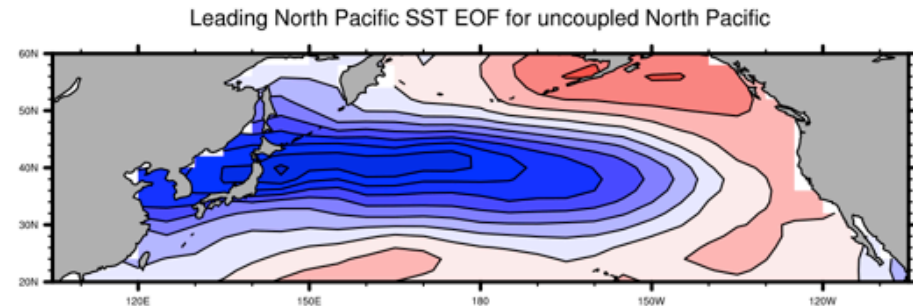 Leading North Pacific SST EOF for uncoupled North Pacific
60N
50N
40N
30N
20N
120E 150E 180 150W 120W